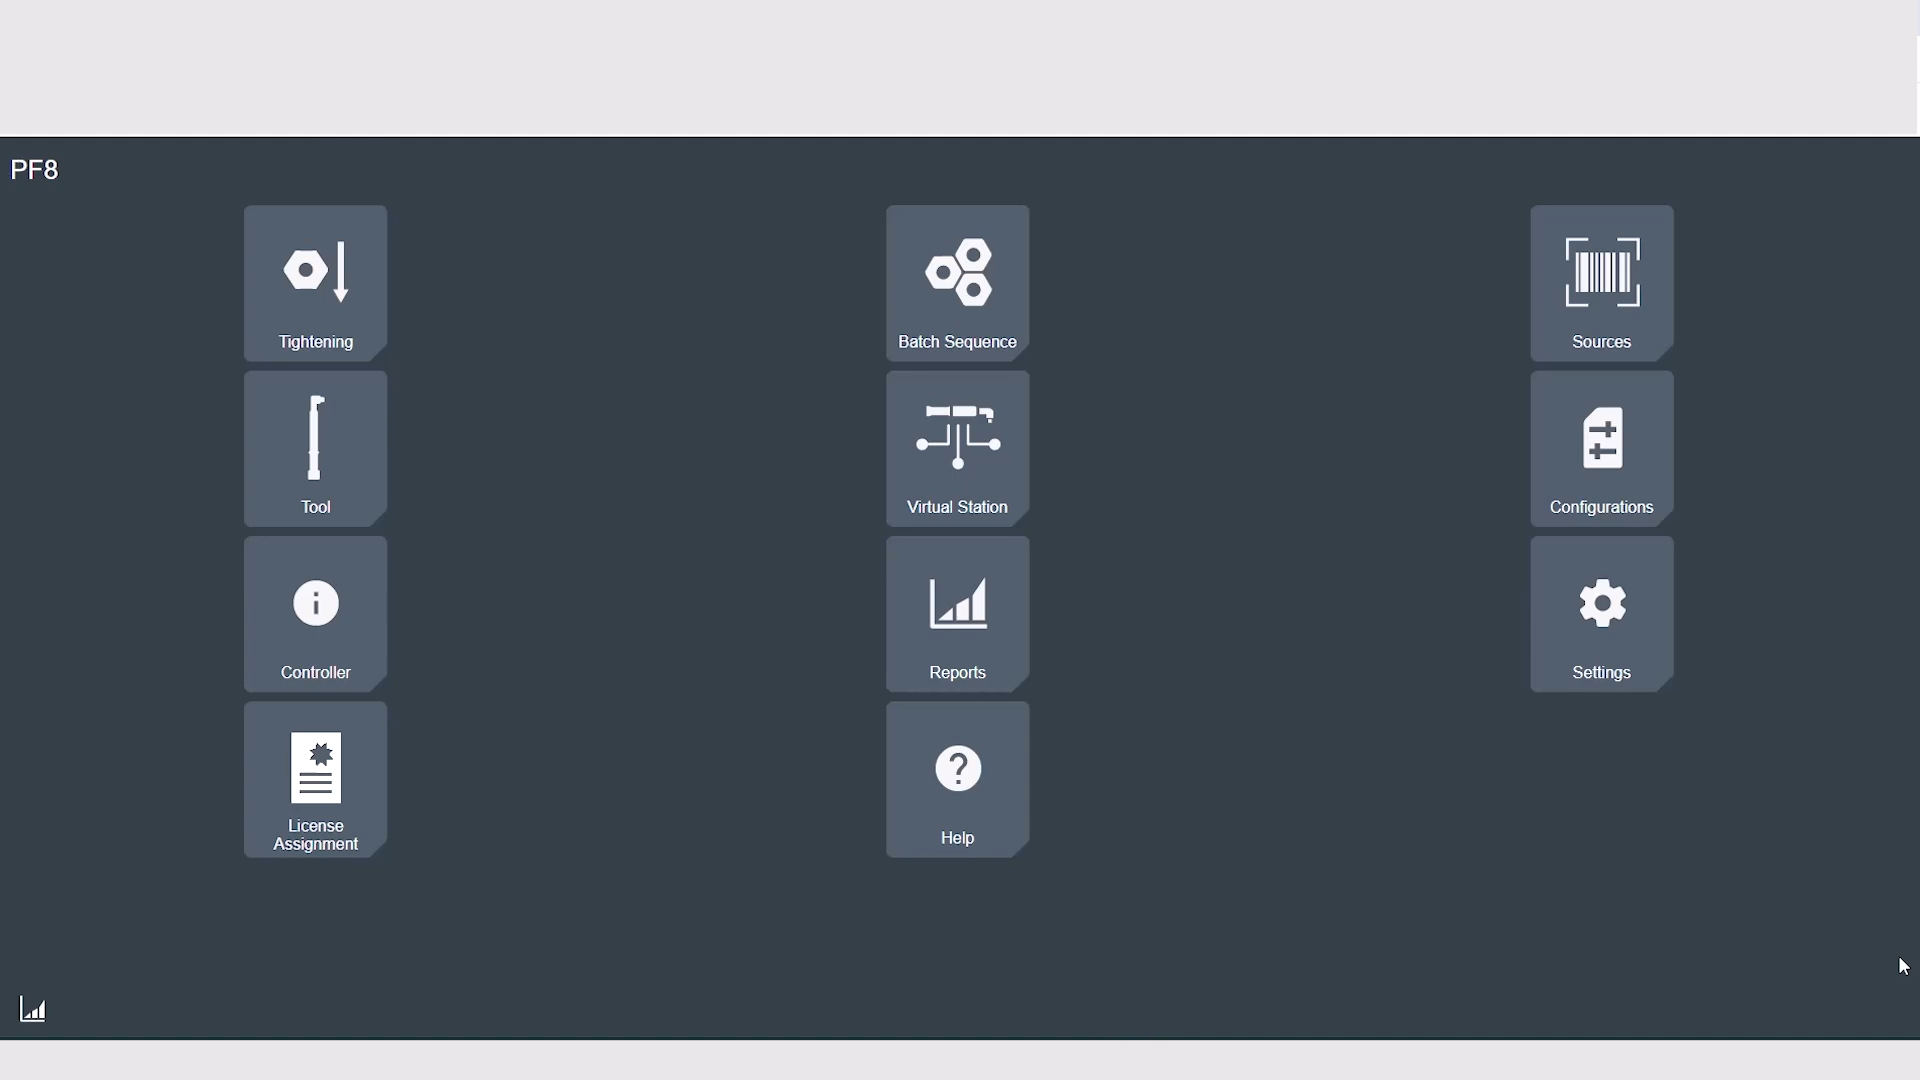 PF8
Tightening
Batch Sequence
Sources
Tool
Virtual Station
Configurations
Controller
Reports
Settings
License
Assignment
Help